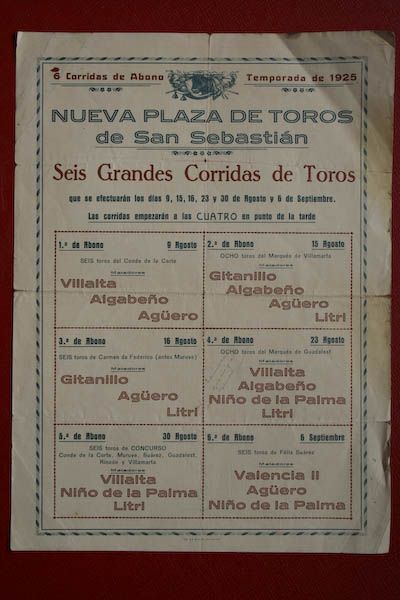 6 Corridas de Abono
Temporada de 1925
NUEVA PLAZA DE TOROS
de San Sebastián
Seis Grandes Corridas de Toros
que se efectuarán los días 9, 15, 16, 23 y 30 de Agosto y 6 de Septiembre.
Las corridas empezarán a las CUATRO en punto de la tarde
1.ª de Abono 9 Agosto
SEIS toros del Conde de la Corte
Matadores
Villalta
Algabeño
Agüero
2.ª de Abono 15 Agosto
OCHO toros del Marqués de Villamarta
Matadores
Gitanillo
Algabeño
Agüero
Litri
3.ª de Abono 16 Agosto
SEIS toros de Carmen de Federico (antes Muruve)
Matadores
Gitanillo
Agüero
Litri
4.ª de Abono 23 Agosto
OCHO toros del Marqués de Guadalest
Matadores
Villalta
Algabeño
Niño de la Palma
Litri
5.ª de Abono 30 Agosto
SEIS toros de CONCURSO
Conde de la Corte, Muruve, Suárez, Guadalest,
Rincón y Villamarta
Matadores
Villalta
Niño de la Palma
Litri
6.ª de Abono 6 Septiembre
SEIS toros de Félix Suárez
Matadores
Valencia II
Agüero
Niño de la Palma